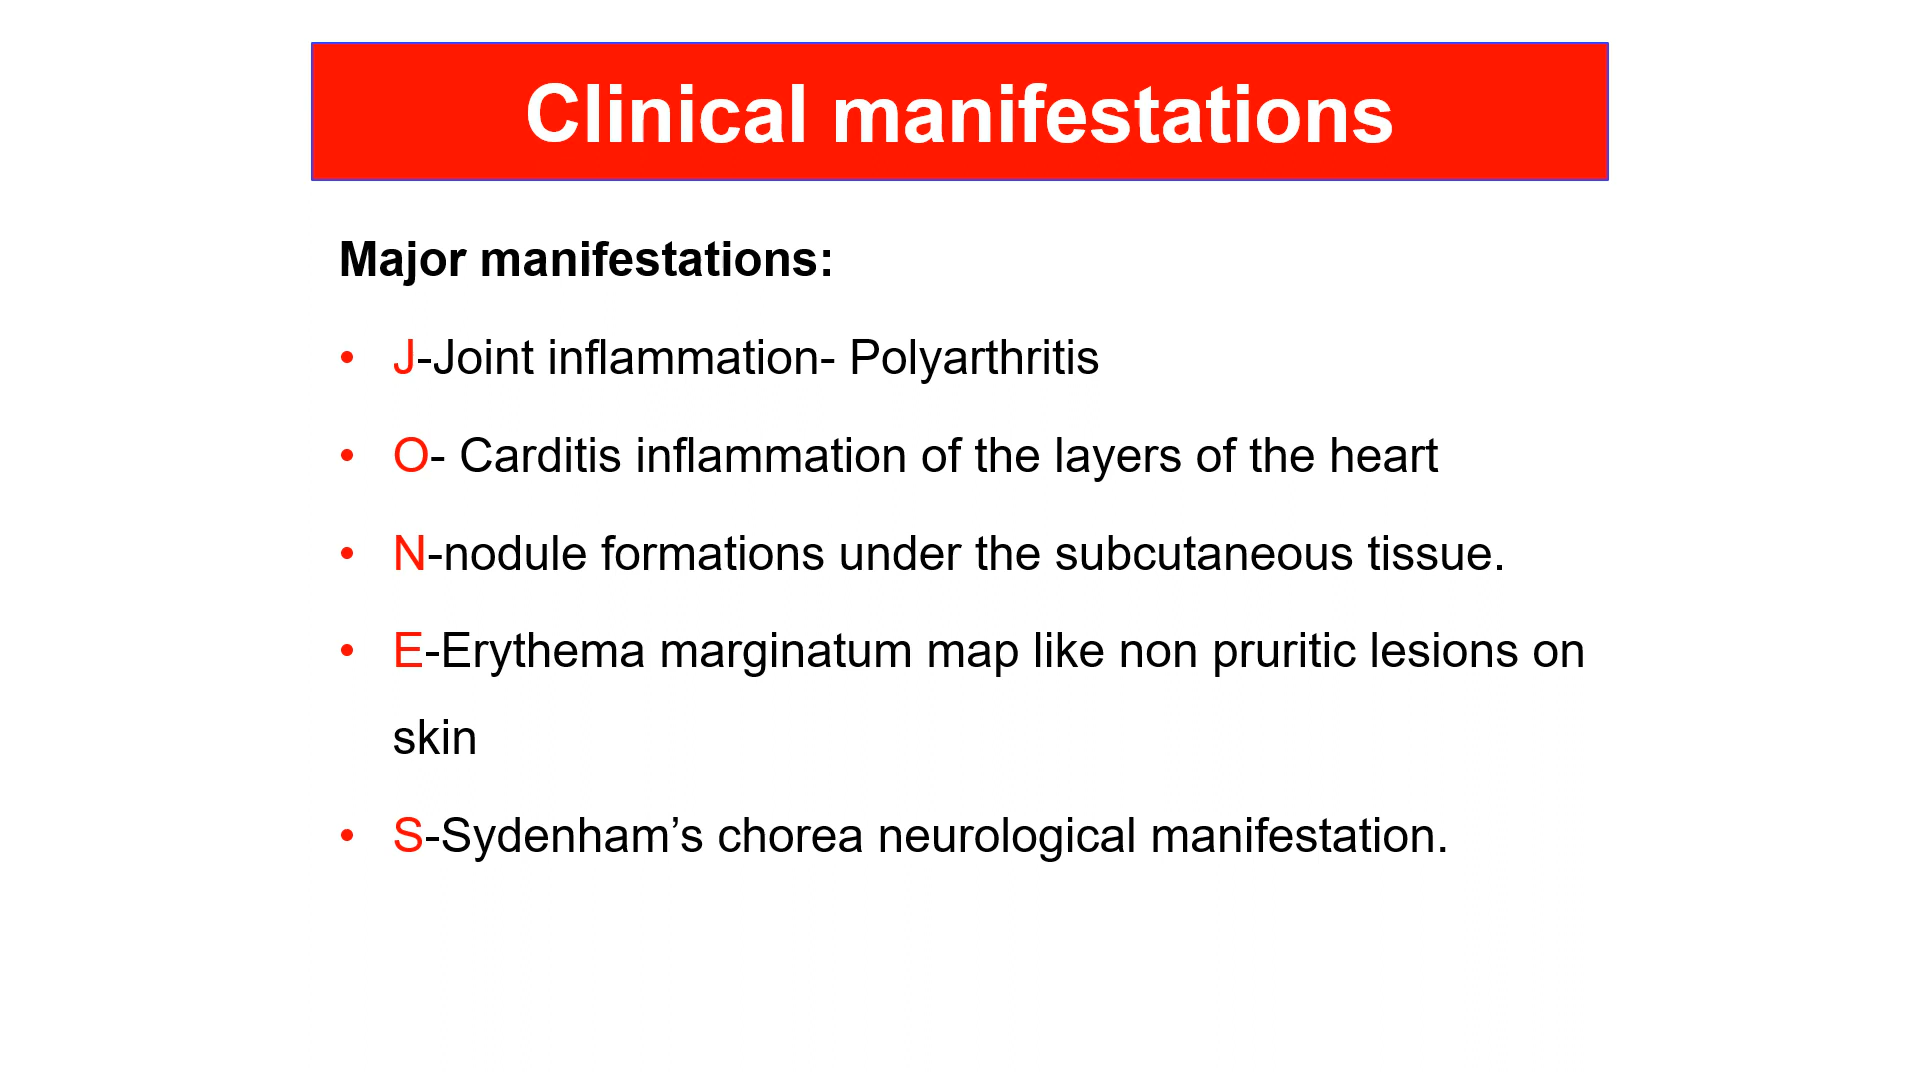 Clinical manifestations
Major manifestations:
• J-Joint inflammation- Polyarthritis
• O- Carditis inflammation of the layers of the heart
• N-nodule formations under the subcutaneous tissue.
• E-Erythema marginatum map like non pruritic lesions on
skin
• S-Sydenham’s chorea neurological manifestation.